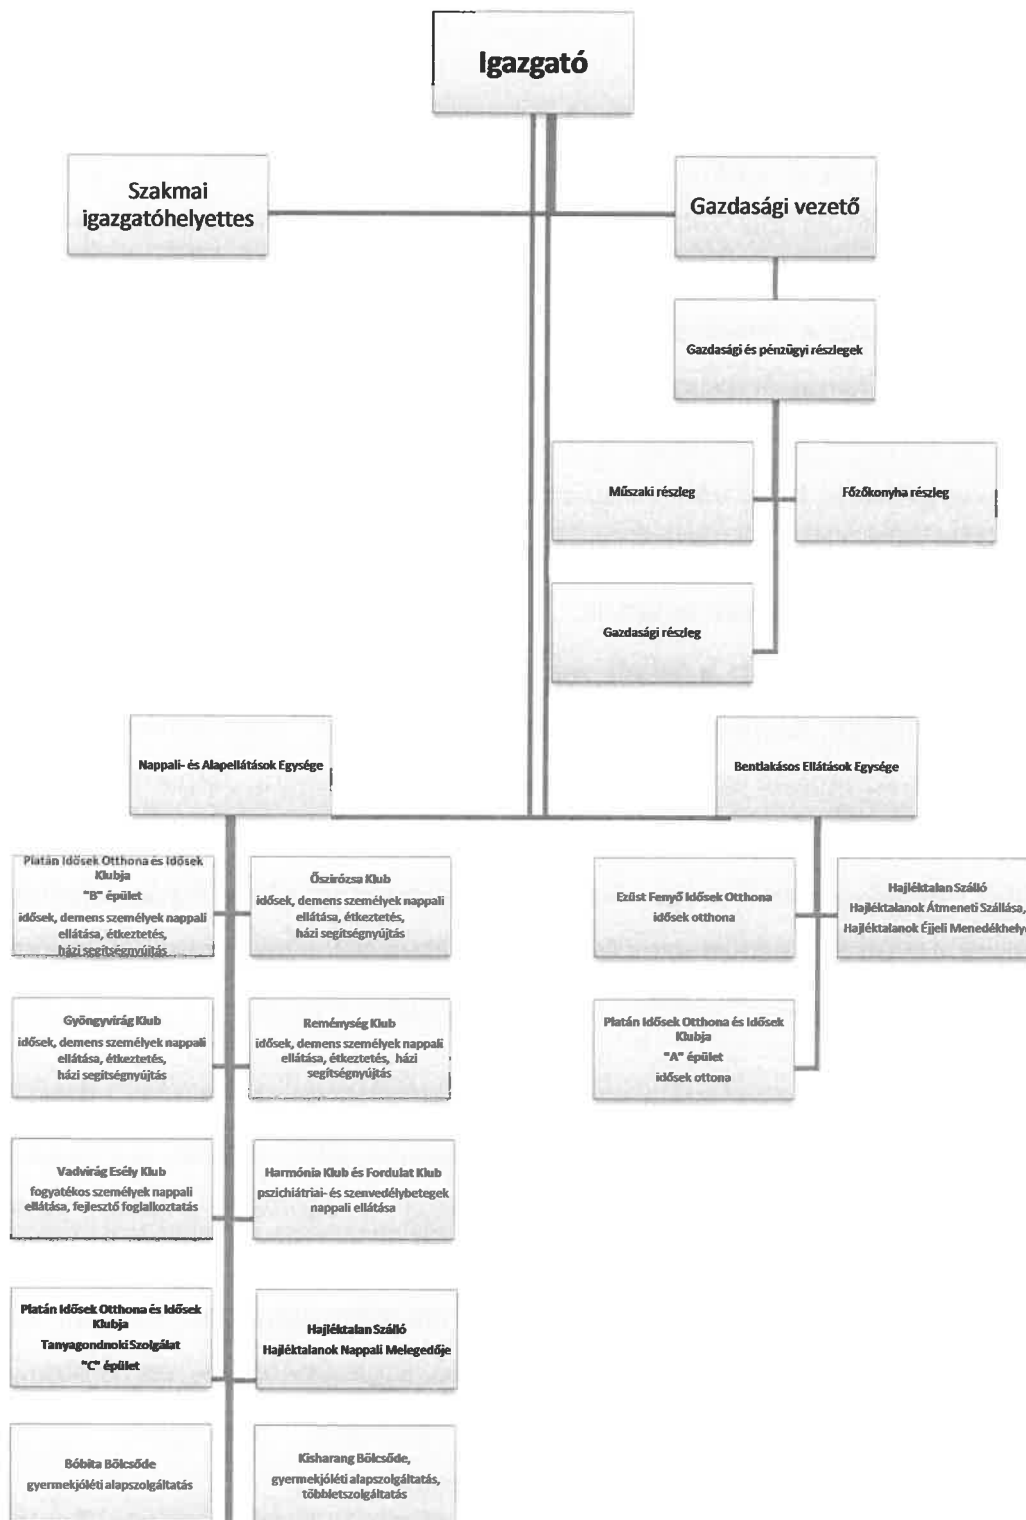 Igazgató
Szakmai
igazgatóhelyettes
Gazdasági vezető
Gazdasági és pénzügyi részlegek
Műszaki részleg
Főzőkonyha részleg
Gazdasági részleg
Nappali- és Alapellátások Egysége
Bentlakásos Ellátások Egysége
Platán Idősek Otthona és Idősek
Klubja
"B" épület
idősek, demens személyek nappali
ellátása, étkeztetés,
házi segítségnyújtás
Őszirózsa Klub
idősek, demens személyek nappali
ellátása, étkeztetés,
házi segítségnyújtás
Ezüst Fenyő Idősek Otthona
idősek otthona
Hajléktalan Szálló
Hajléktalanok Átmeneti Szállása,
Hajléktalanok Éjjeli Menedékhelye
Gyöngyvirág Klub
idősek, demens személyek nappali
ellátása, étkeztetés,
házi segítségnyújtás
Reménység Klub
idősek, demens személyek nappali
ellátása, étkeztetés, házi
segítségnyújtás
Platán Idősek Otthona és Idősek
Klubja
"A" épület
idősek ottona
Vadvirág Esély Klub
fogyatékos személyek nappali
ellátása, fejlesztő foglalkoztatás
Harmónia Klub és Fordulat Klub
pszichiátriai- és szenvedélybetegek
nappali ellátása
Platán Idősek Otthona és Idősek
Klubja
Tanyagondnoki Szolgálat
"C" épület
Hajléktalan Szálló
Hajléktalanok Nappali Melegedője
Bóbita Bölcsőde
gyermekjóléti alapszolgáltatás
Kisharang Bölcsőde,
gyermekjóléti alapszolgáltatás,
többletszolgáltatás